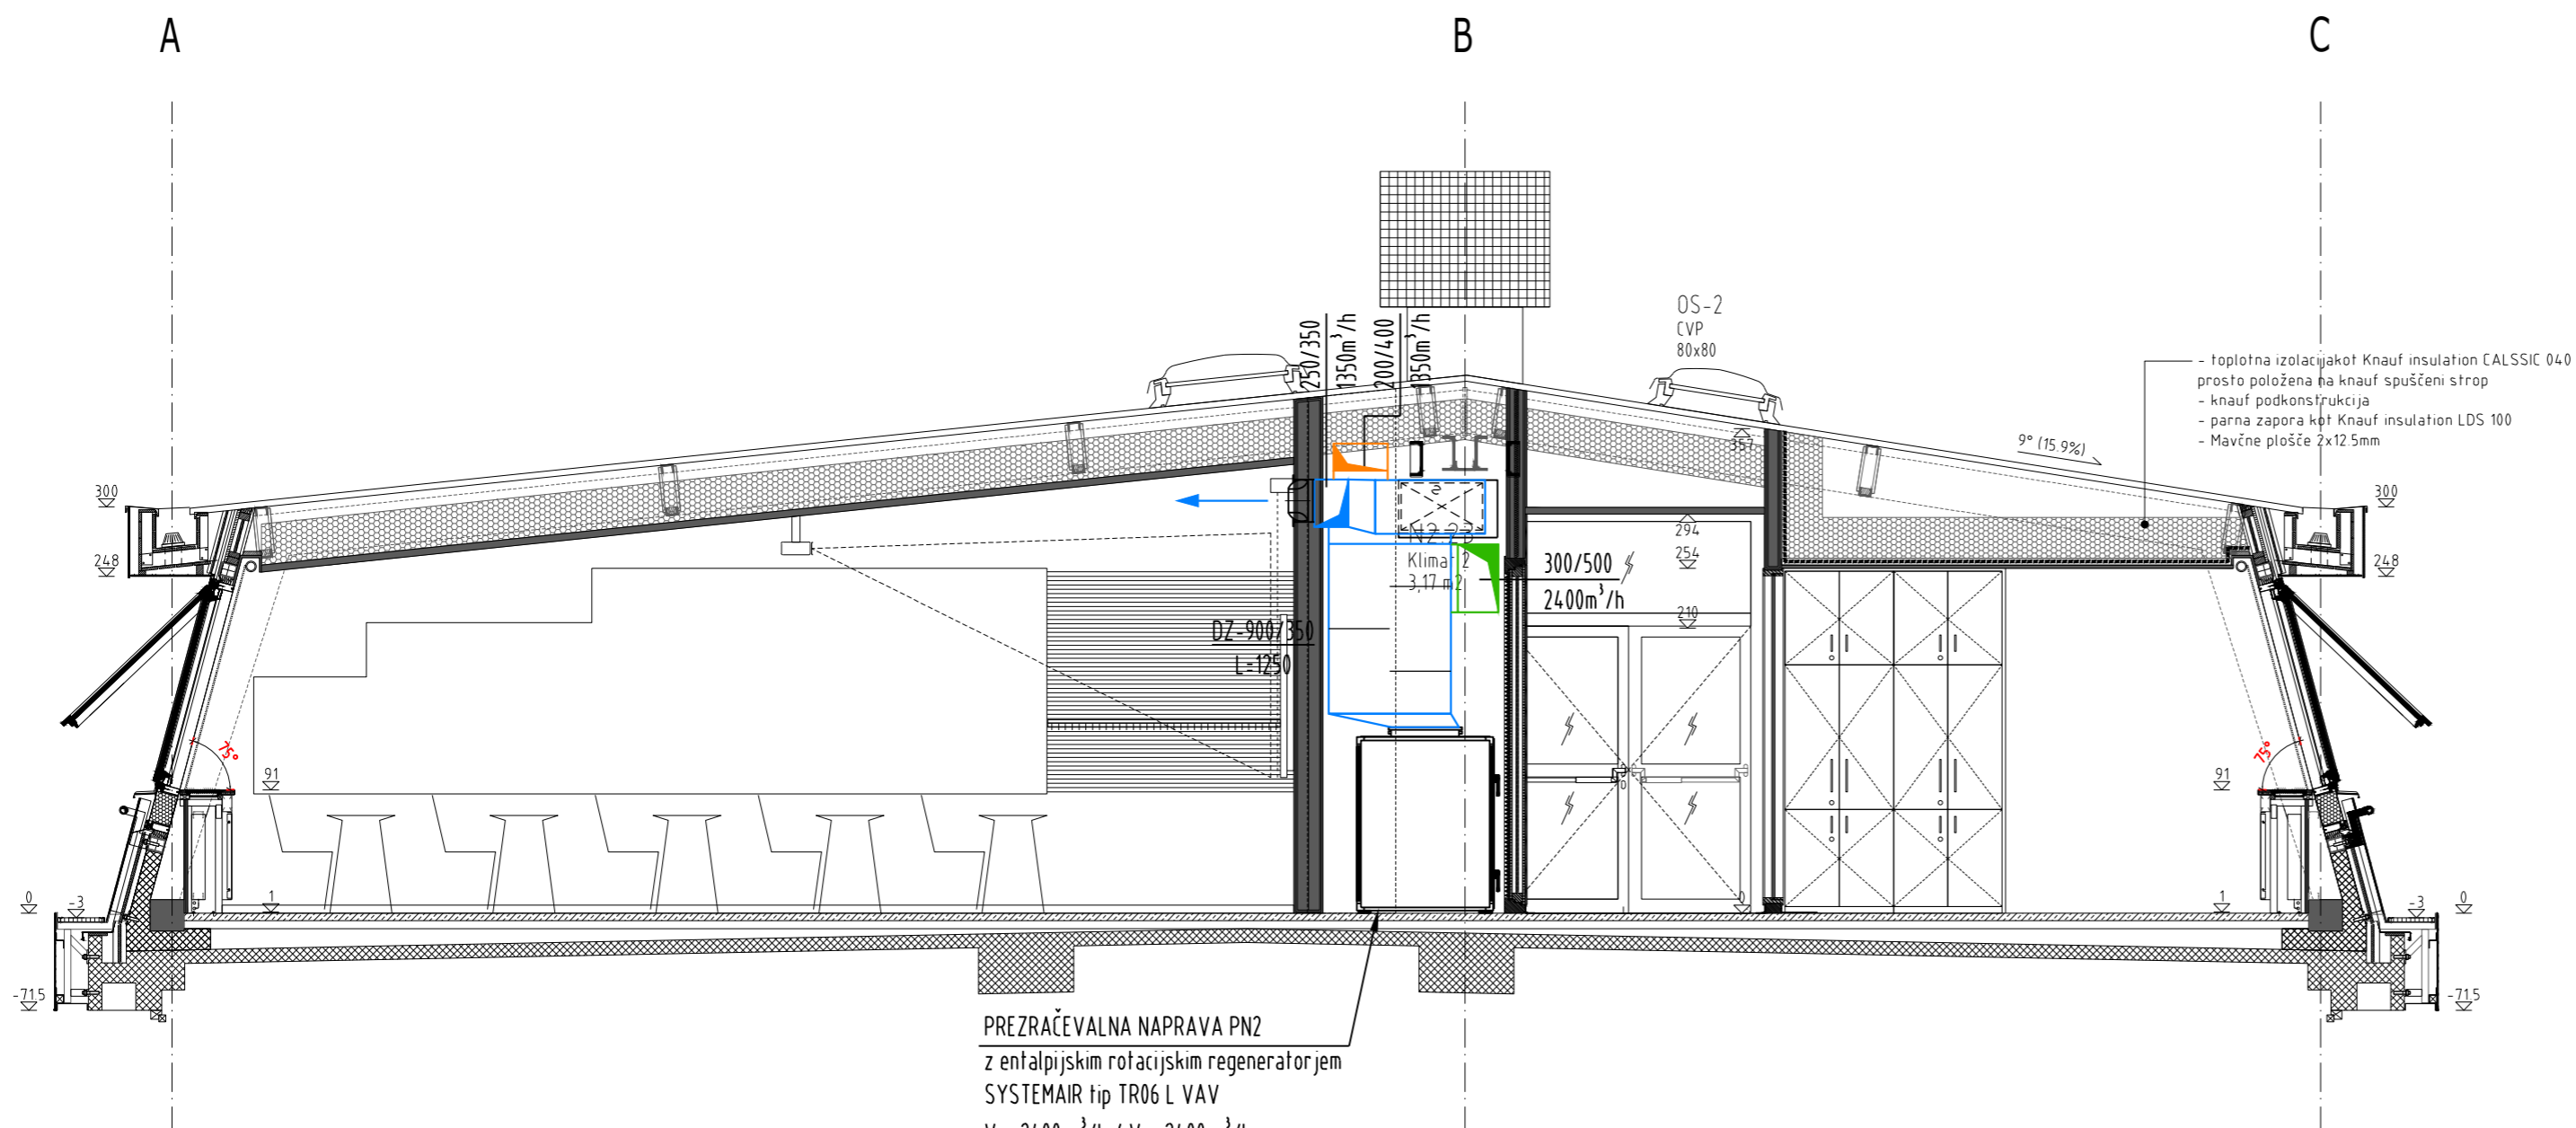 A
B
C
OS-2
CVP
80x80
250/350
1350m³/h
200/400
1350m³/h
- toplotna izolacijakot Knauf insulation CALSSIC 040
prosto položena na knauf spuščeni strop
- knauf podkonstrukcija
- parna zapora kot Knauf insulation LDS 100
- Mavčne plošče 2x12.5mm
9° (15.9%)
357
300
248
294
254
300
248
Klimat 2
3,17 m2
300/500
2400m³/h
210
DZ-900/350
L=1250
75°
75°
91
91
0
-3
1
0
1
-3
0
-71.5
-71.5
PREZRAČEVALNA NAPRAVA PN2
z entalpijskim rotacijskim regeneratorjem
SYSTEMAIR tip TR06 L VAV